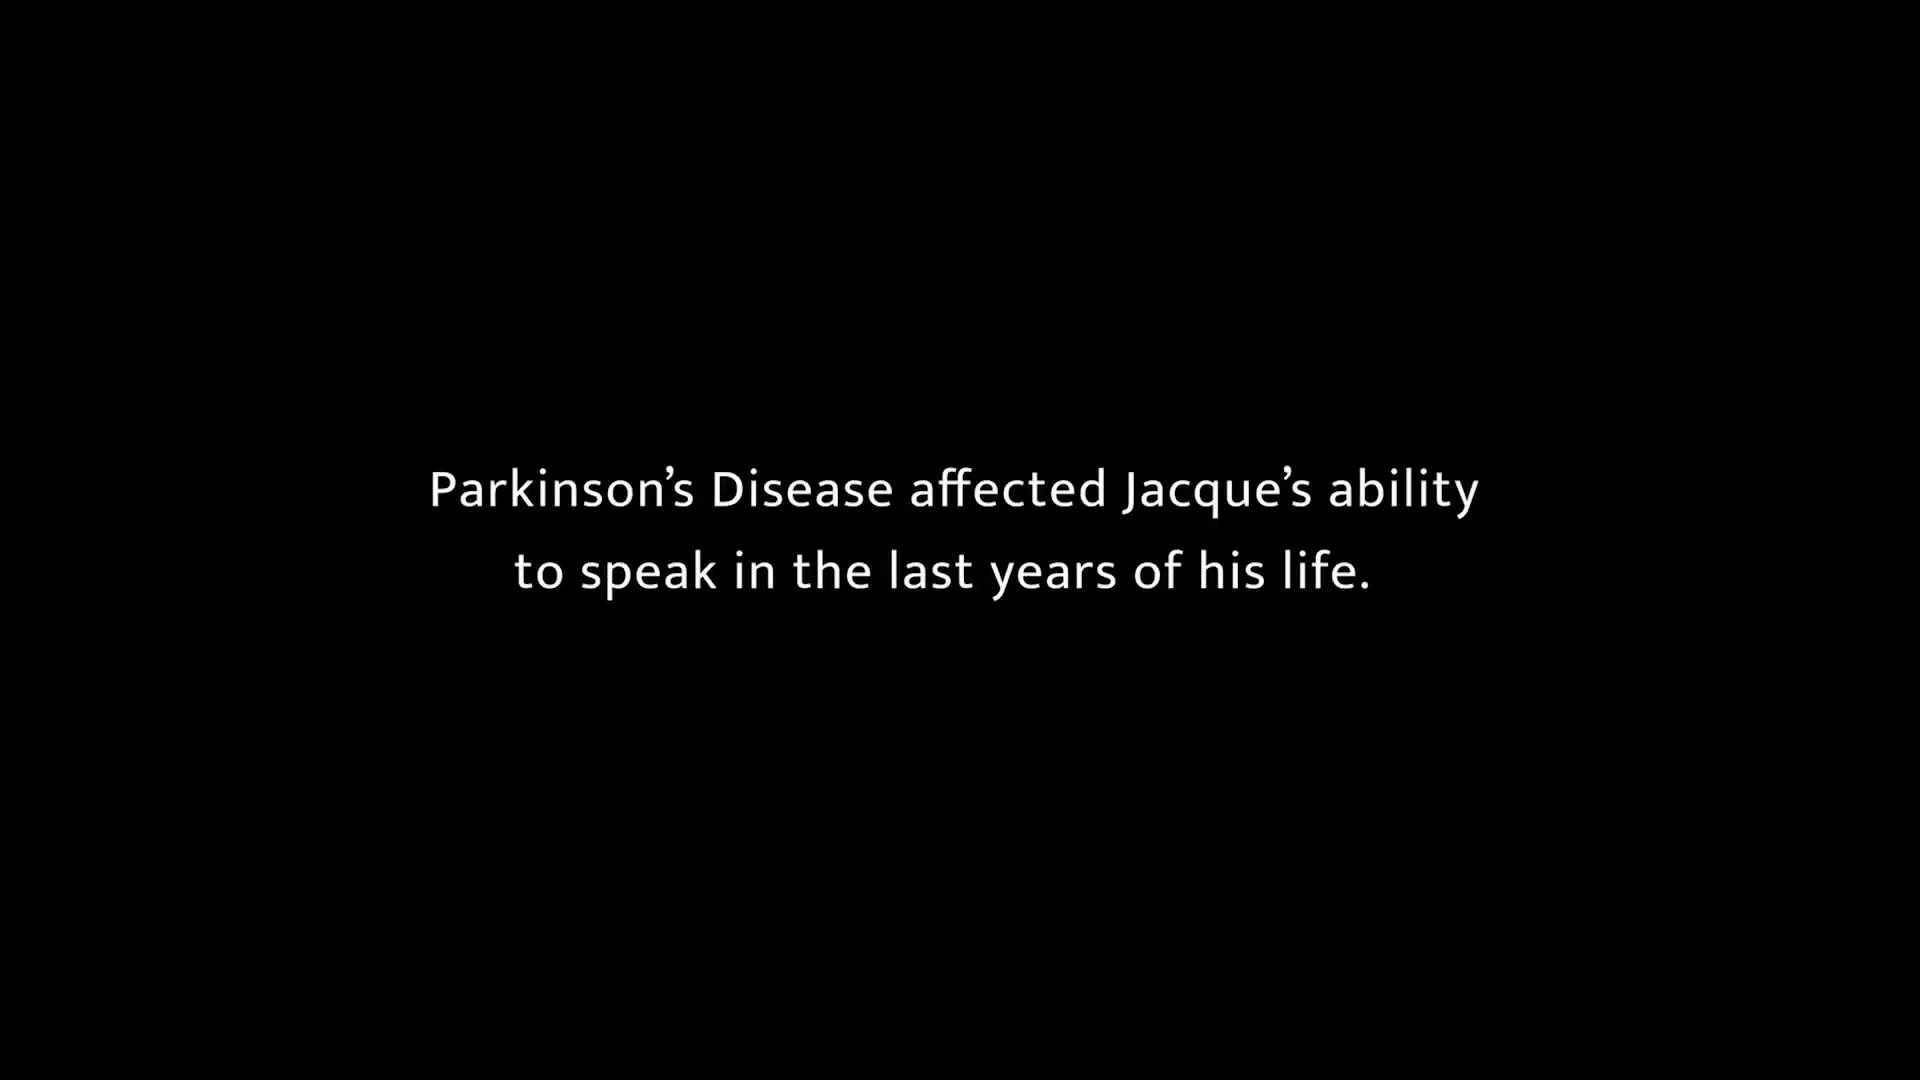 Parkinson’s Disease affected Jacque’s ability
to speak in the last years of his life.